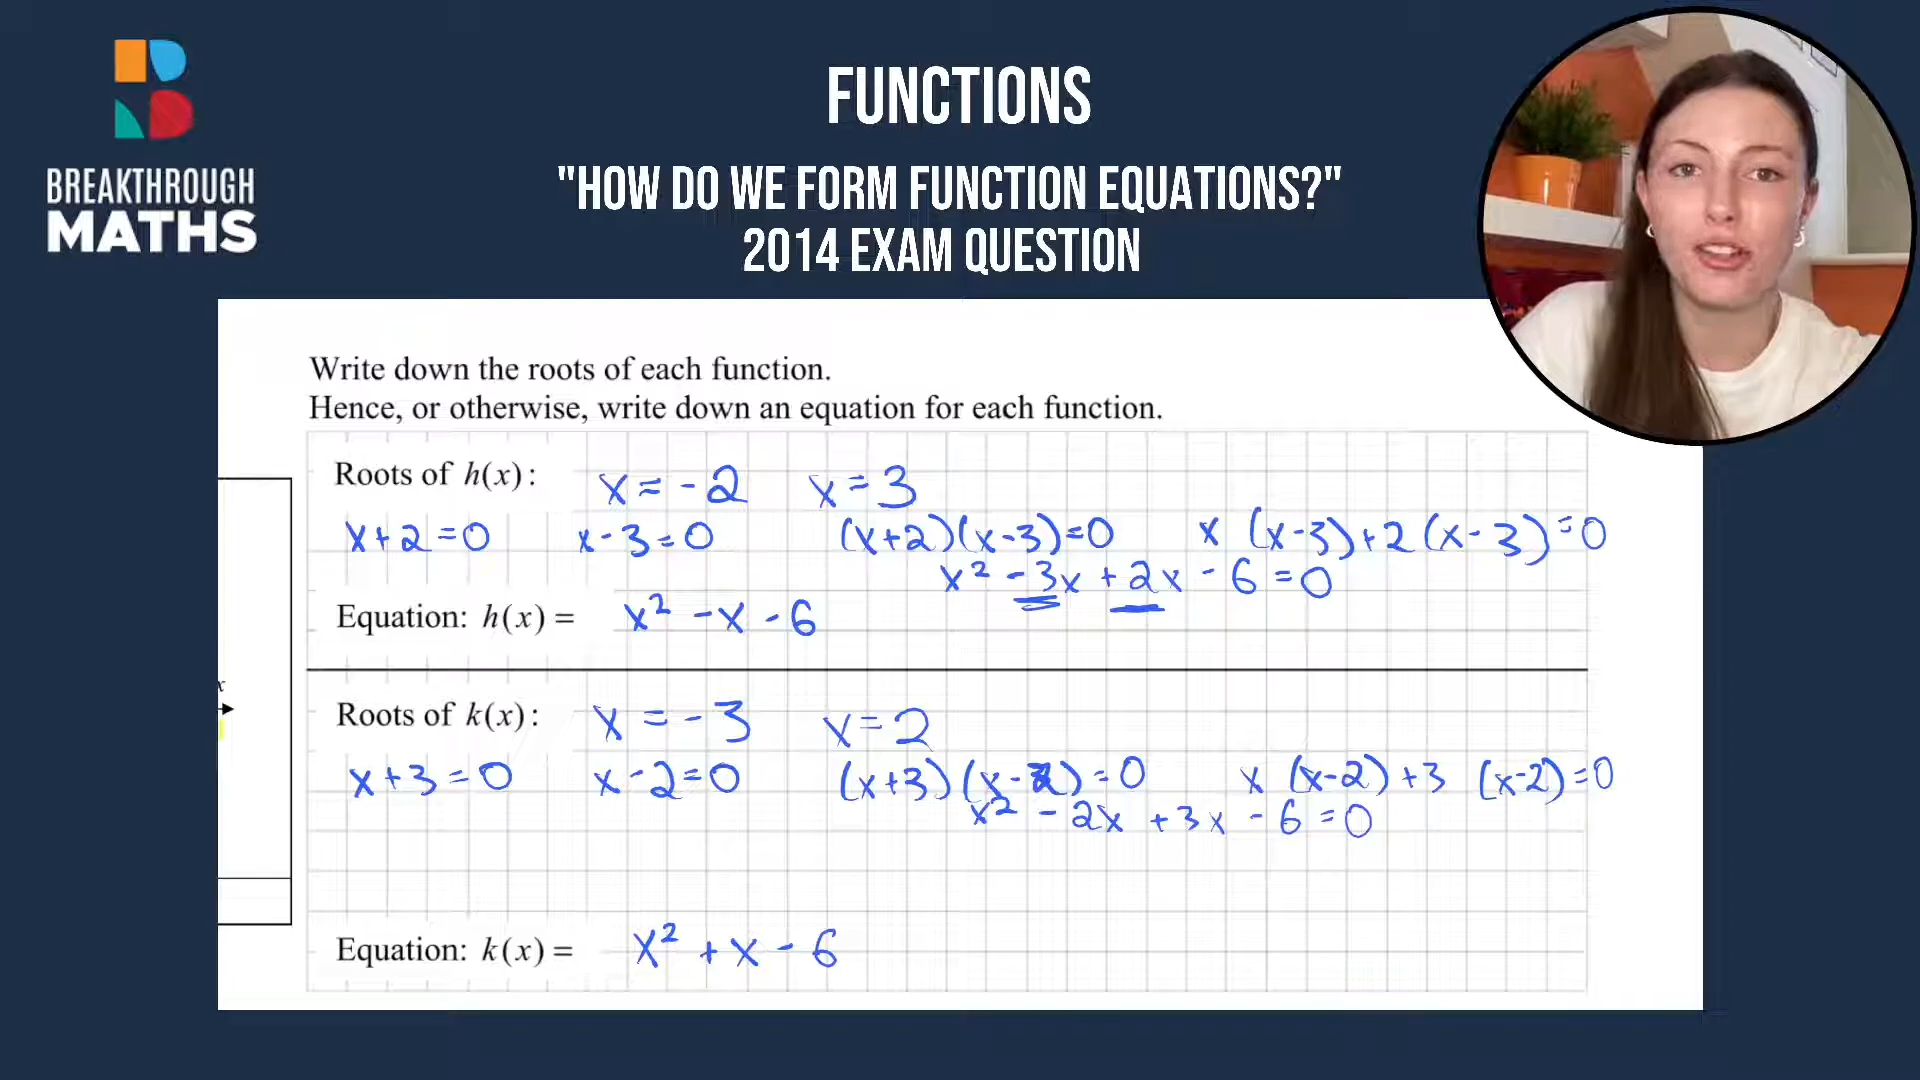 BREAKTHROUGH
MATHS
FUNCTIONS
"HOW DO WE FORM FUNCTION EQUATIONS?"
2014 EXAM QUESTION
Write down the roots of each function.
Hence, or otherwise, write down an equation for each function.
Roots of h(x): x = -2 x = 3
x+2=0 x-3=0 (x+2)(x-3)=0 x (x-3)+2(x-3)=0
x² - 3x + 2x - 6 = 0
Equation: h(x) = x² - x - 6
x
Roots of k(x): x = -3 x = 2
x+3=0 x-2=0 (x+3)(x-2)=0 x (x-2)+3 (x-2)=0
x² - 2x + 3x - 6 = 0
Equation: k(x) = x² + x - 6